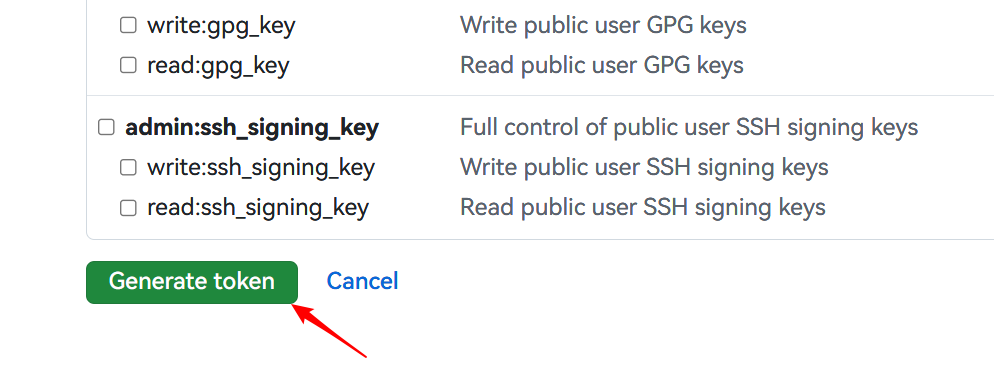 write:gpg_key Write public user GPG keys
read:gpg_key Read public user GPG keys
admin:ssh_signing_key Full control of public user SSH signing keys
write:ssh_signing_key Write public user SSH signing keys
read:ssh_signing_key Read public user SSH signing keys
Generate token Cancel